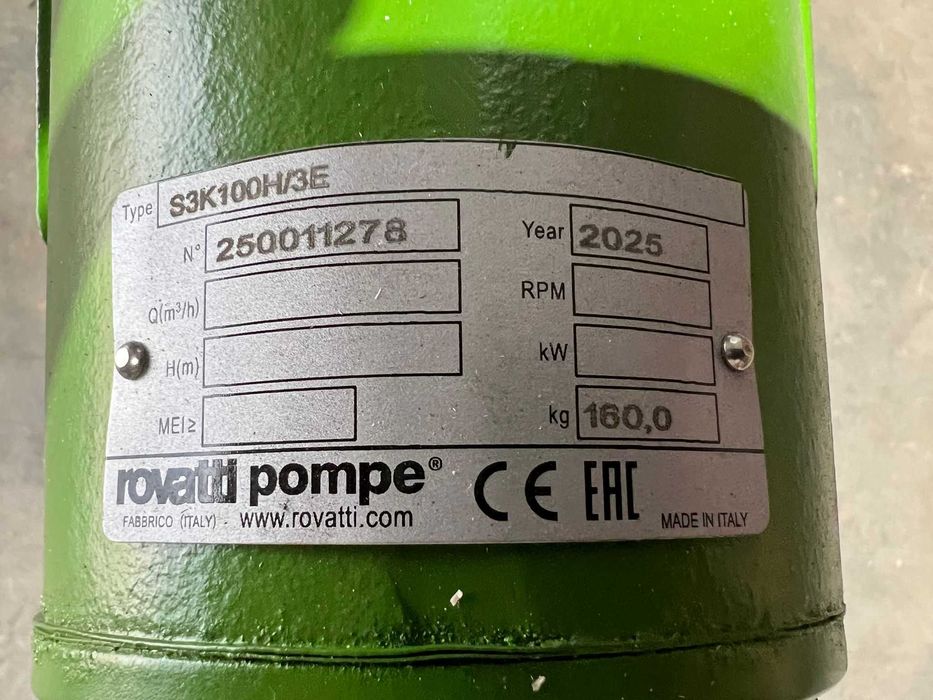 Type S3K100H/3E
N° 250011278 Year 2025
Q(m³/h) RPM
H(m) kW
MEI≥ kg 160,0
rovatti pompe® CE EAC
FABBRICO (ITALY) - www.rovatti.com MADE IN ITALY